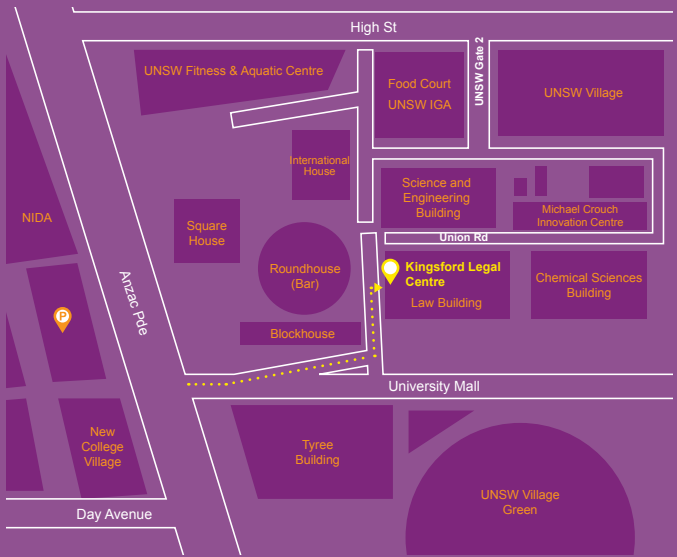 High St
UNSW Fitness & Aquatic Centre
Food Court
UNSW IGA
UNSW Gate 2
UNSW Village
International
House
Science and
Engineering
Building
Michael Crouch
Innovation Centre
NIDA
Square
House
Union Rd
Roundhouse
(Bar)
Kingsford Legal
Centre
Law Building
Chemical Sciences
Building
Anzac Pde
P
Blockhouse
University Mall
New
College
Village
Tyree
Building
UNSW Village
Green
Day Avenue